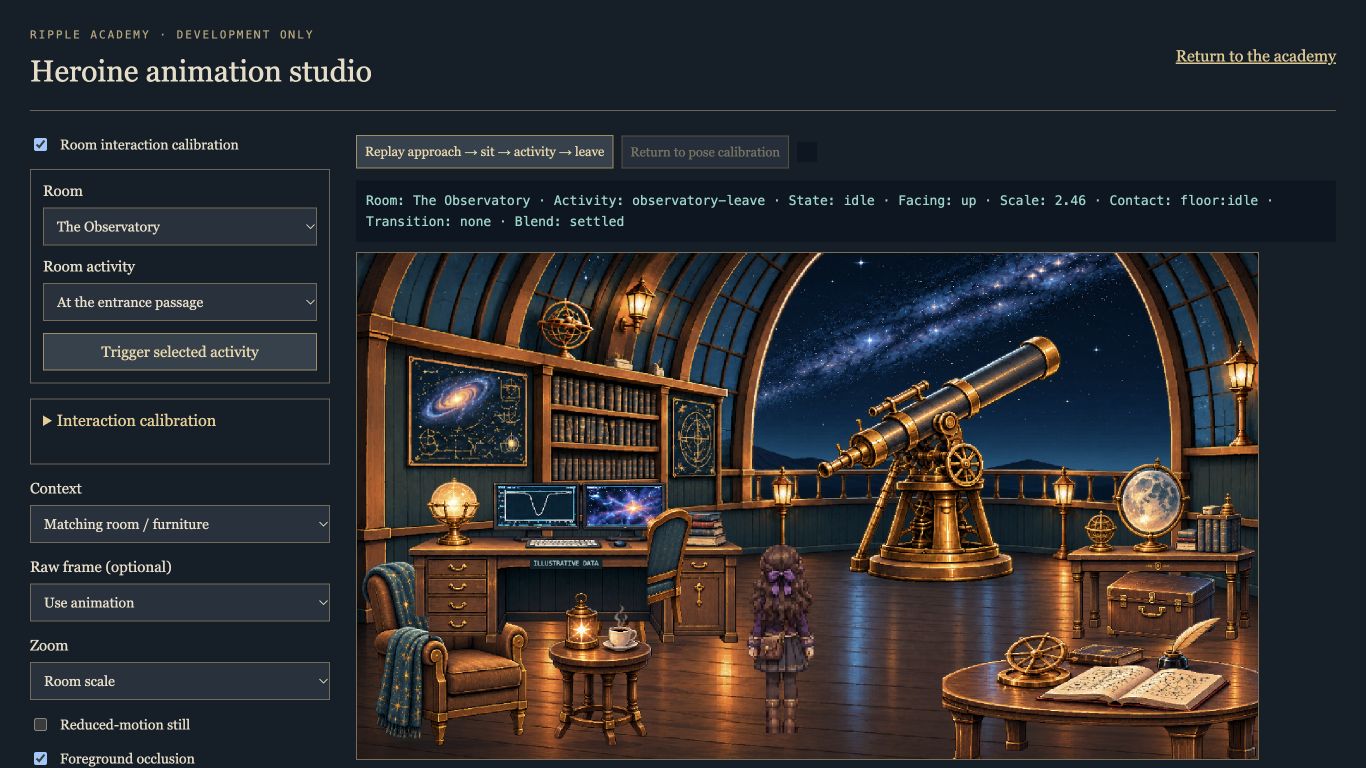 RIPPLE ACADEMY · DEVELOPMENT ONLY
Heroine animation studio
Return to the academy
Room interaction calibration
Room
The Observatory
Room activity
At the entrance passage
Trigger selected activity
Interaction calibration
Context
Matching room / furniture
Raw frame (optional)
Use animation
Zoom
Room scale
Reduced-motion still
Foreground occlusion
Replay approach → sit → activity → leave
Return to pose calibration
Room: The Observatory · Activity: observatory-leave · State: idle · Facing: up · Scale: 2.46 · Contact: floor:idle ·
Transition: none · Blend: settled
ILLUSTRATIVE DATA